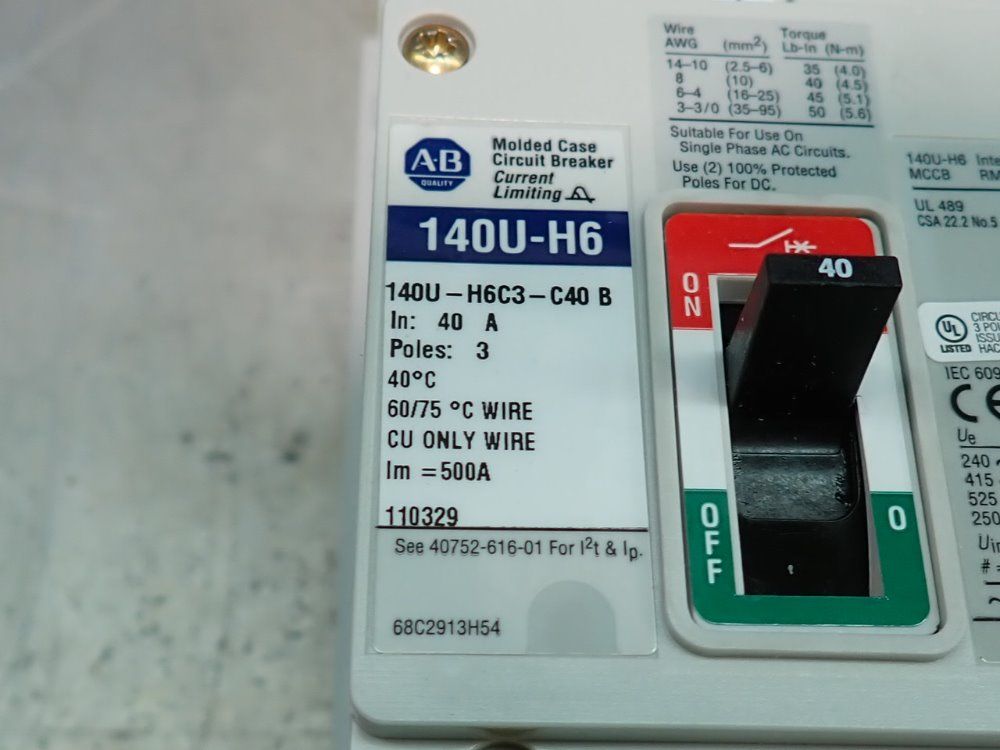 Wire Torque
AWG (mm²) Lb-In (N-m)
14–10 (2.5–6) 35 (4.0)
8 (10) 40 (4.5)
6–4 (16–25) 45 (5.1)
3–3/0 (35–95) 50 (5.6)
Suitable For Use On
Single Phase AC Circuits.
Use (2) 100% Protected
Poles For DC.
A-B
QUALITY
Molded Case
Circuit Breaker
Current
Limiting
140U-H6
140U-H6C3-C40 B
In: 40 A
Poles: 3
40°C
60/75 °C WIRE
CU ONLY WIRE
Im =500A
110329
See 40752-616-01 For I²t & Ip.
68C2913H54
40
ON
OFF
O
140U-H6
MCCB
UL 489
CSA 22.2 No.5
UL
LISTED
3
IEC
CE
Ue
240 ~
415
525
250
# =